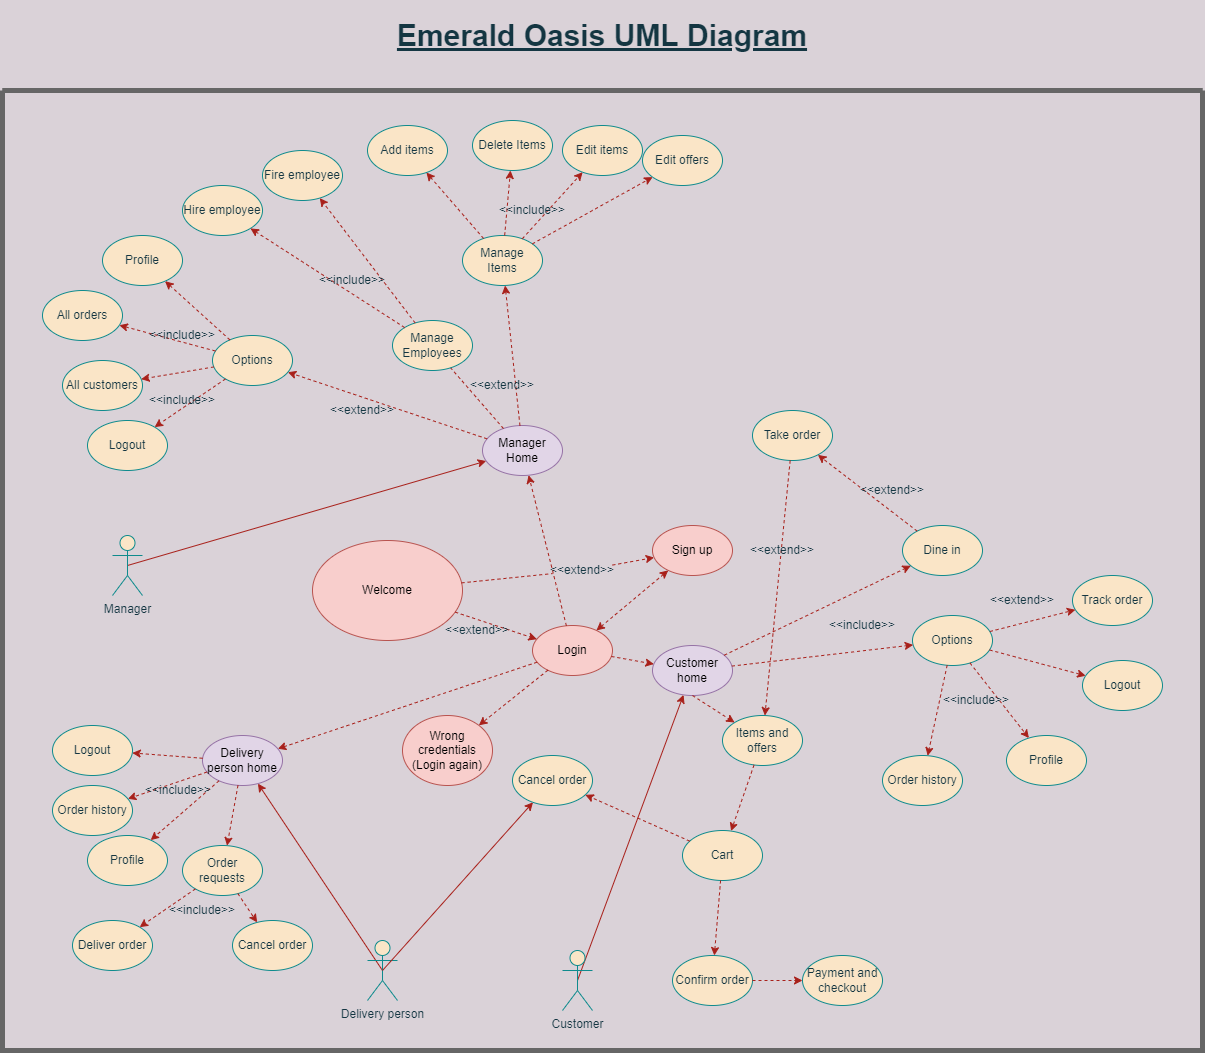 Emerald Oasis UML Diagram
Add items
Delete Items
Edit items
Edit offers
Fire employee
Hire employee
<<include>>
Profile
Manage
Items
<<include>>
All orders
<<include>>
Manage
Employees
Options
All customers
<<include>>
<<extend>>
<<extend>>
Logout
Manager
Home
Take order
<<extend>>
Manager
Welcome
Sign up
<<extend>>
<<extend>>
Dine in
Track order
<<extend>>
<<extend>>
<<include>>
Options
Login
Customer
home
Logout
<<include>>
Logout
Delivery
person home
Wrong
credentials
(Login again)
Items and
offers
Cancel order
Order history
Profile
<<include>>
Order history
Profile
Order
requests
Cart
<<include>>
Deliver order
Cancel order
Confirm order
Payment and
checkout
Delivery person
Customer